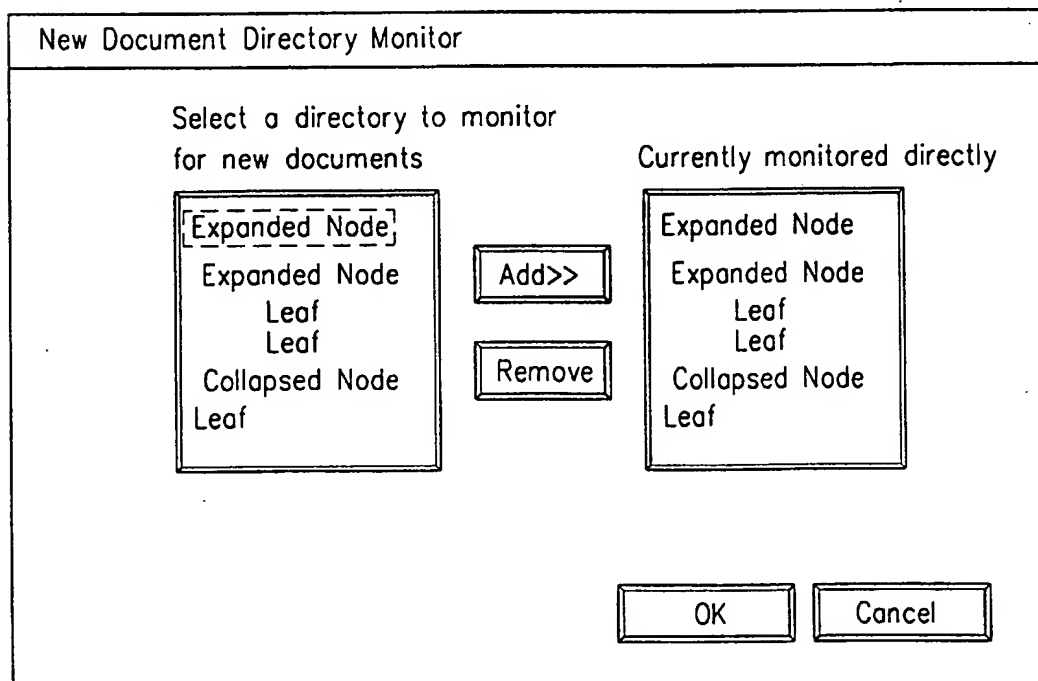 New Document Directory Monitor
Select a directory to monitor
for new documents
Currently monitored directly
Expanded Node
Expanded Node
Leaf
Leaf
Collapsed Node
Leaf
Add>>
Remove
Expanded Node
Expanded Node
Leaf
Leaf
Collapsed Node
Leaf
OK
Cancel